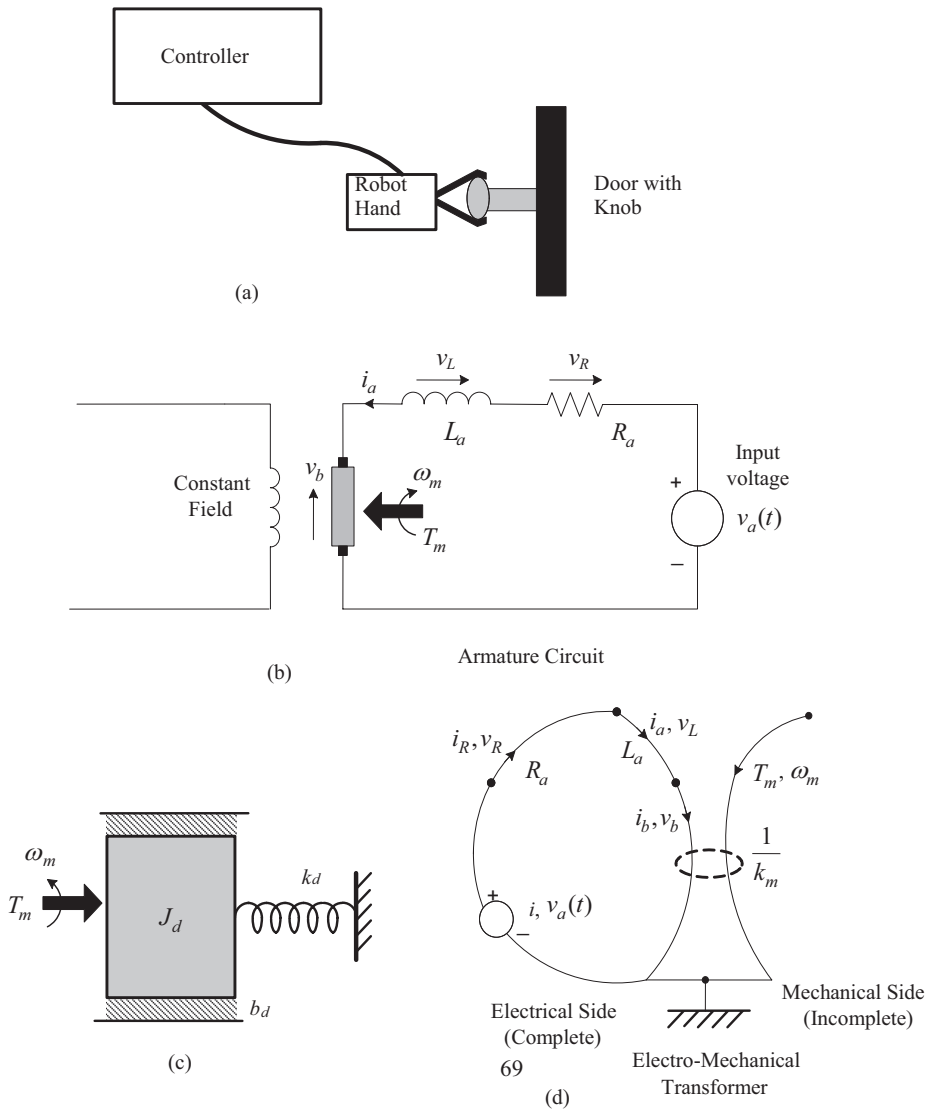 Controller
Robot
Hand
Door with
Knob
(a)
v_L
v_R
i_a
L_a
R_a
Constant
Field
v_b
ω_m
T_m
Input
voltage
+
v_a(t)
−
(b)
Armature Circuit
i_R, v_R
R_a
i_a, v_L
L_a
T_m, ω_m
i_b, v_b
1
k_m
ω_m
T_m
J_d
k_d
b_d
+
i, v_a(t)
−
Electrical Side
(Complete)
Mechanical Side
(Incomplete)
Electro-Mechanical
Transformer
(c)
69
(d)